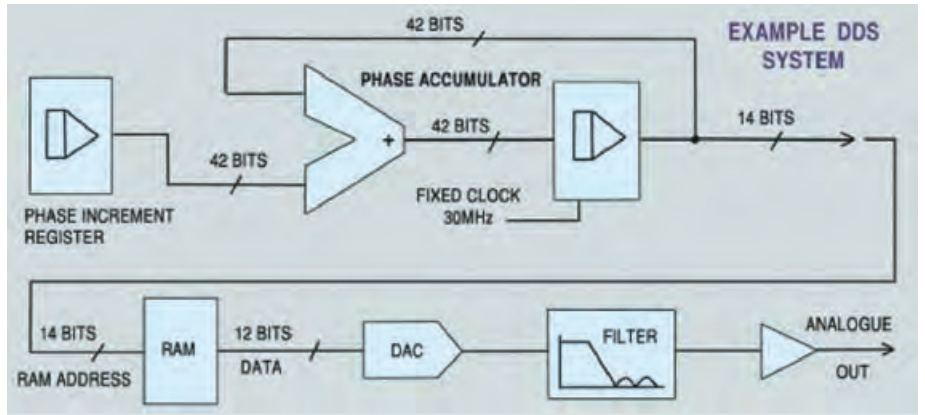 42 BITS
EXAMPLE DDS
SYSTEM
PHASE ACCUMULATOR
+
42 BITS
14 BITS
42 BITS
FIXED CLOCK
30MHz
PHASE INCREMENT
REGISTER
14 BITS
RAM ADDRESS
RAM
12 BITS
DATA
DAC
FILTER
ANALOGUE
OUT